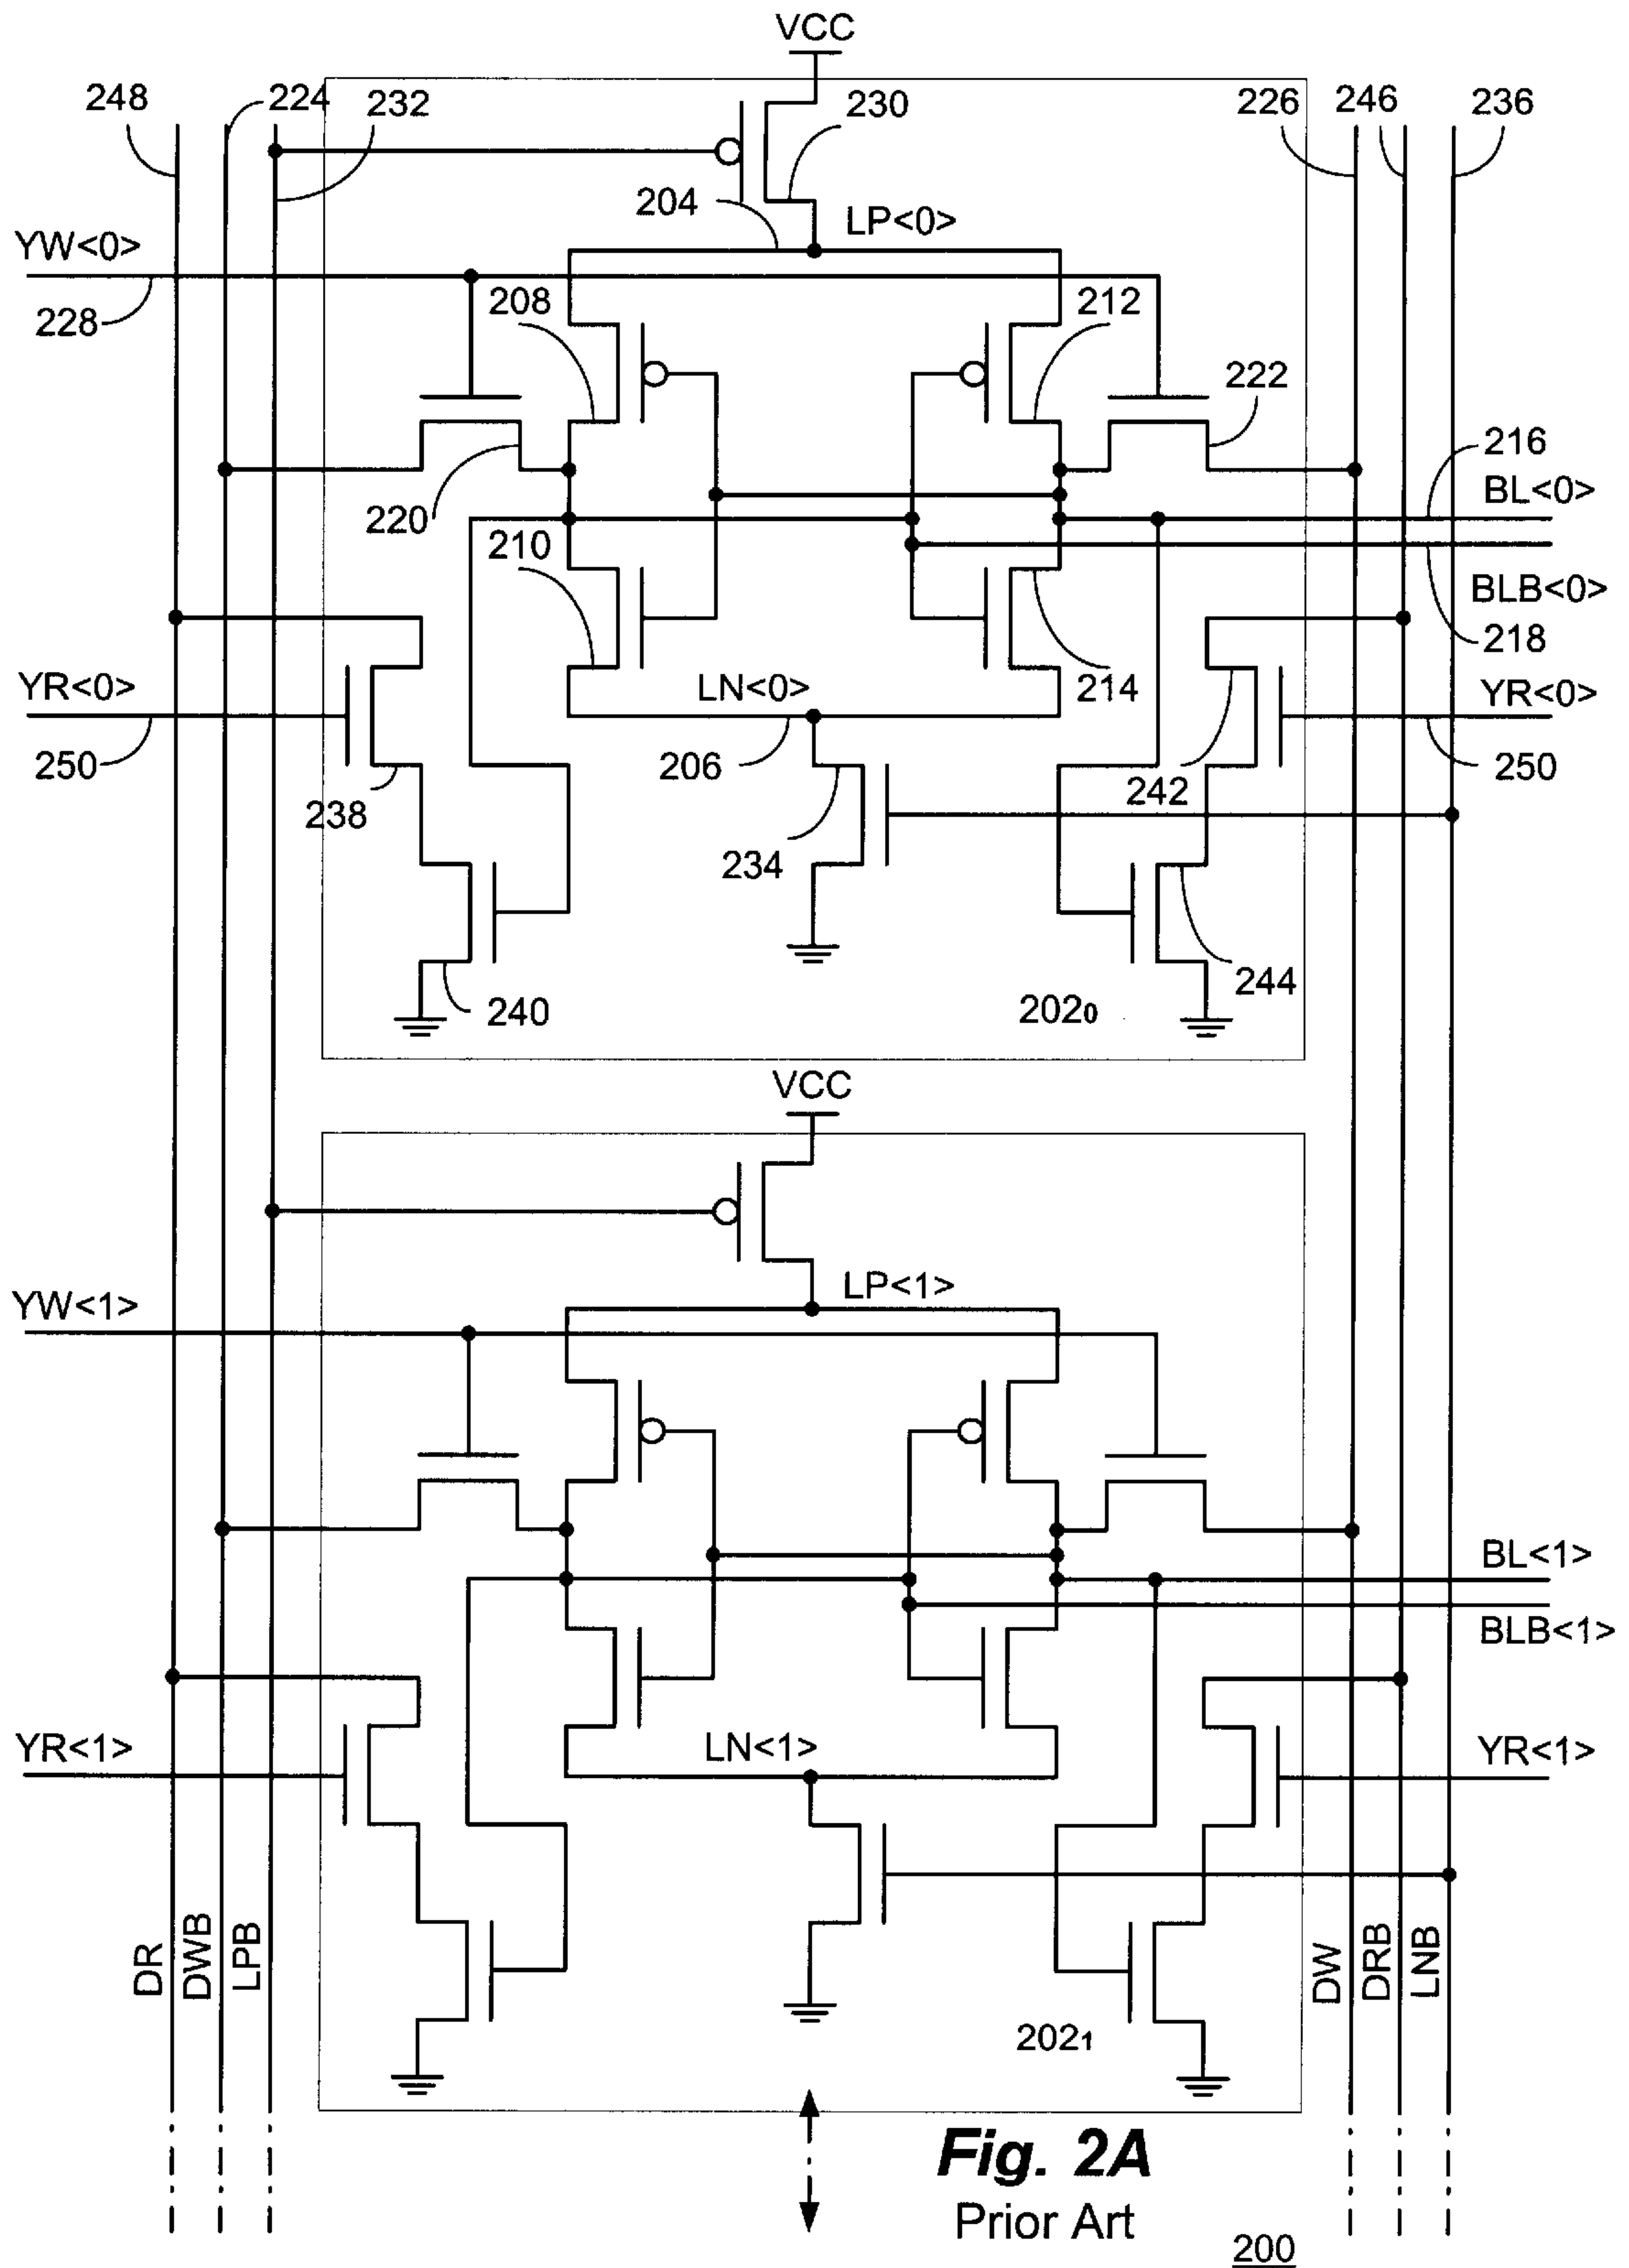 VCC
248
224
232
230
226
246
236
204
LP<0>
YW<0>
228
208
212
222
216
BL<0>
220
210
BLB<0>
218
YR<0>
LN<0>
214
YR<0>
250
206
242
250
238
234
240
202₀
244
VCC
LP<1>
YW<1>
BL<1>
BLB<1>
YR<1>
LN<1>
YR<1>
DR
DWB
LPB
DW
DRB
LNB
202₁
Fig. 2A
Prior Art
200